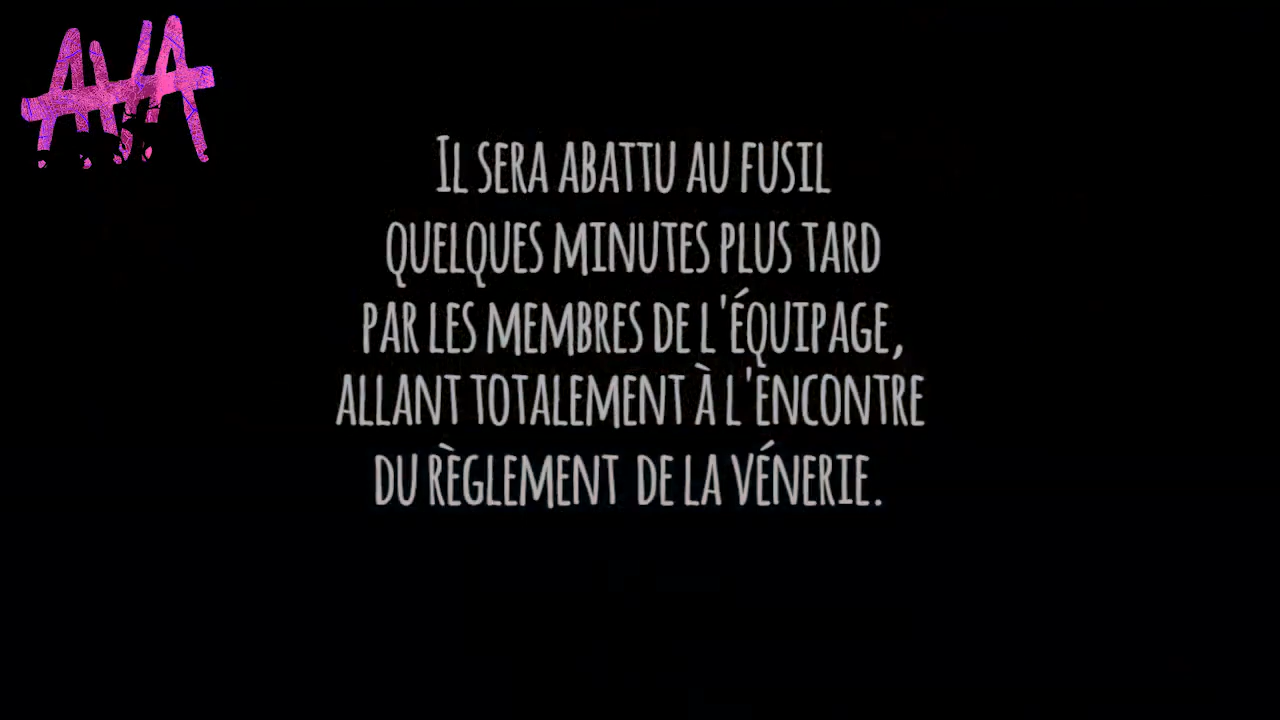 AVA
Il sera abattu au fusil
quelques minutes plus tard
par les membres de l'équipage,
allant totalement à l'encontre
du règlement de la vénerie.